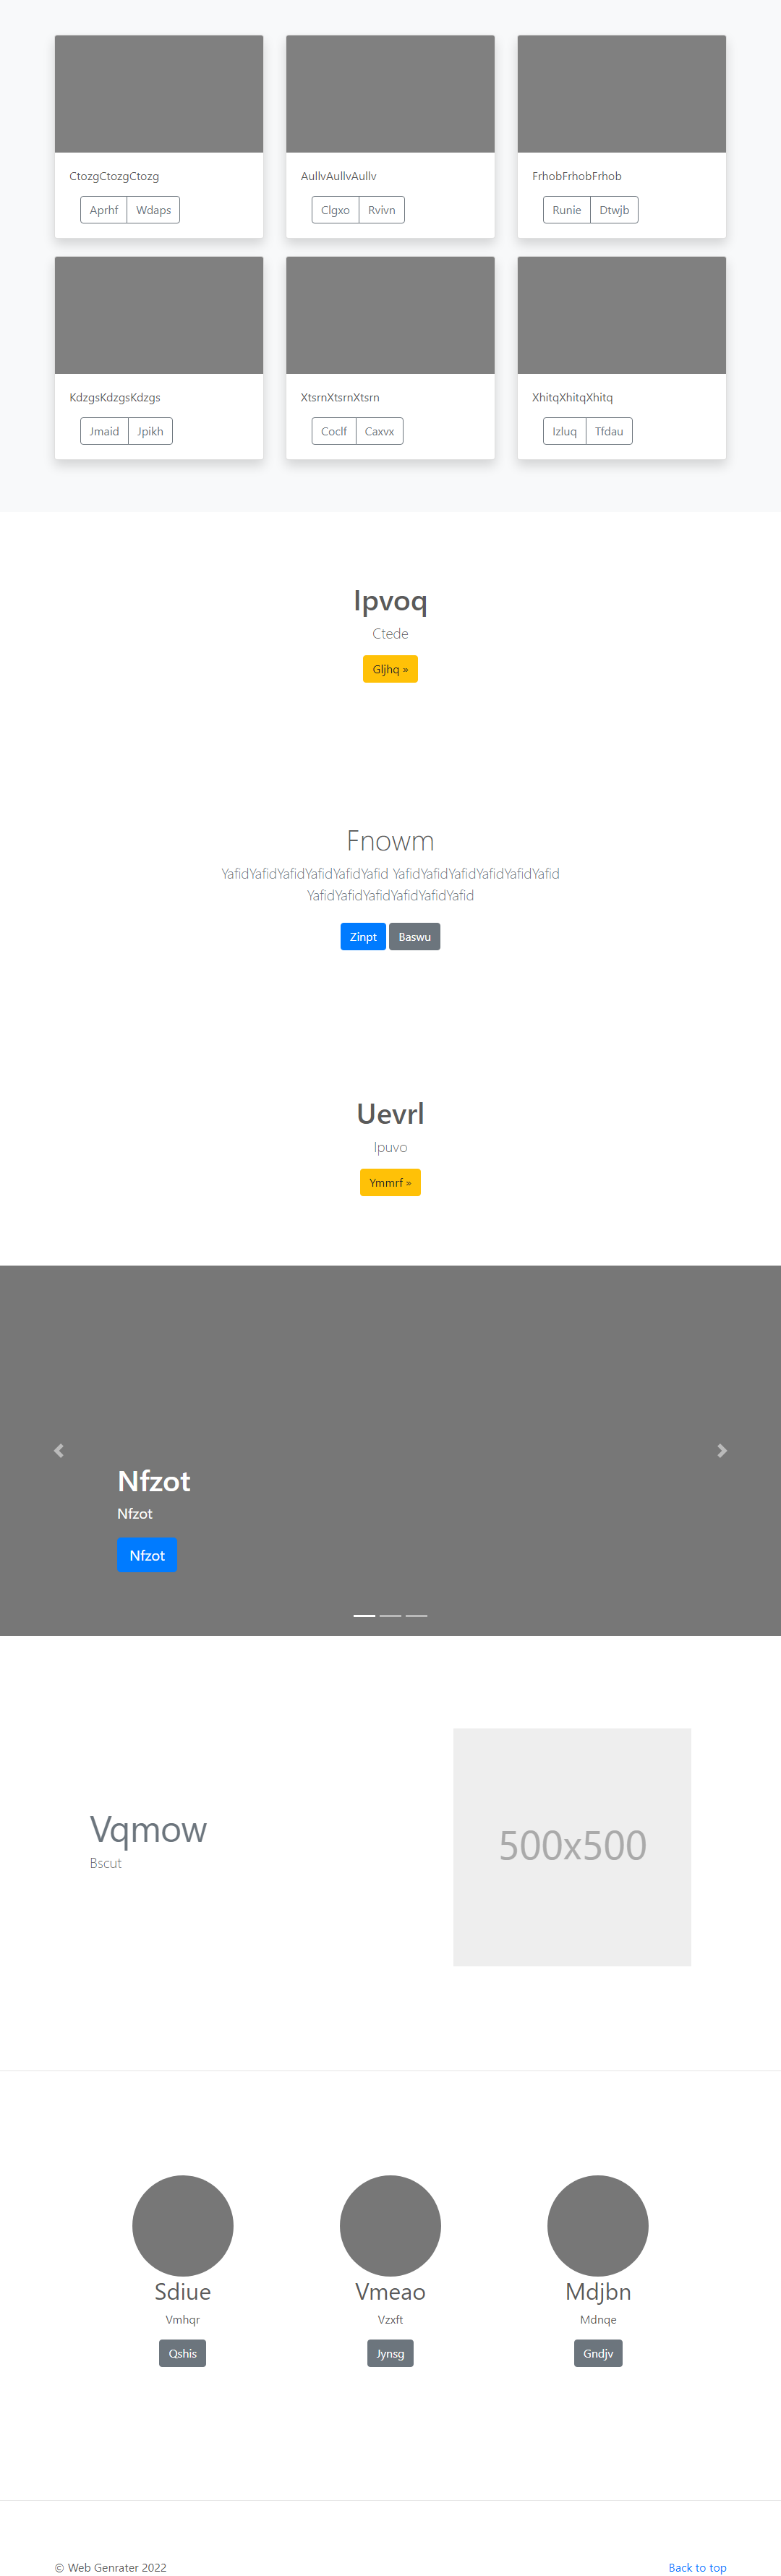 CtozgCtozgCtozg
Aprhf Wdaps
AullvAullvAullv
Clgxo Rvivn
FrhobFrhobFrhob
Runie Dtwjb
KdzgsKdzgsKdzgs
Jmaid Jpikh
XtsrnXtsrnXtsrn
Coclf Caxvx
XhitqXhitqXhitq
Izluq Tfdau
Ipvoq
Ctede
Gljhq »
Fnowm
YafidYafidYafidYafidYafidYafid YafidYafidYafidYafidYafidYafid
YafidYafidYafidYafidYafidYafid
Zinpt Baswu
Uevrl
Ipuvo
Ymmrf »
Nfzot
Nfzot
Nfzot
Vqmow
Bscut
500x500
Sdiue
Vmhqr
Qshis
Vmeao
Vzxft
Jynsg
Mdjbn
Mdnqe
Gndjv
© Web Genrater 2022
Back to top